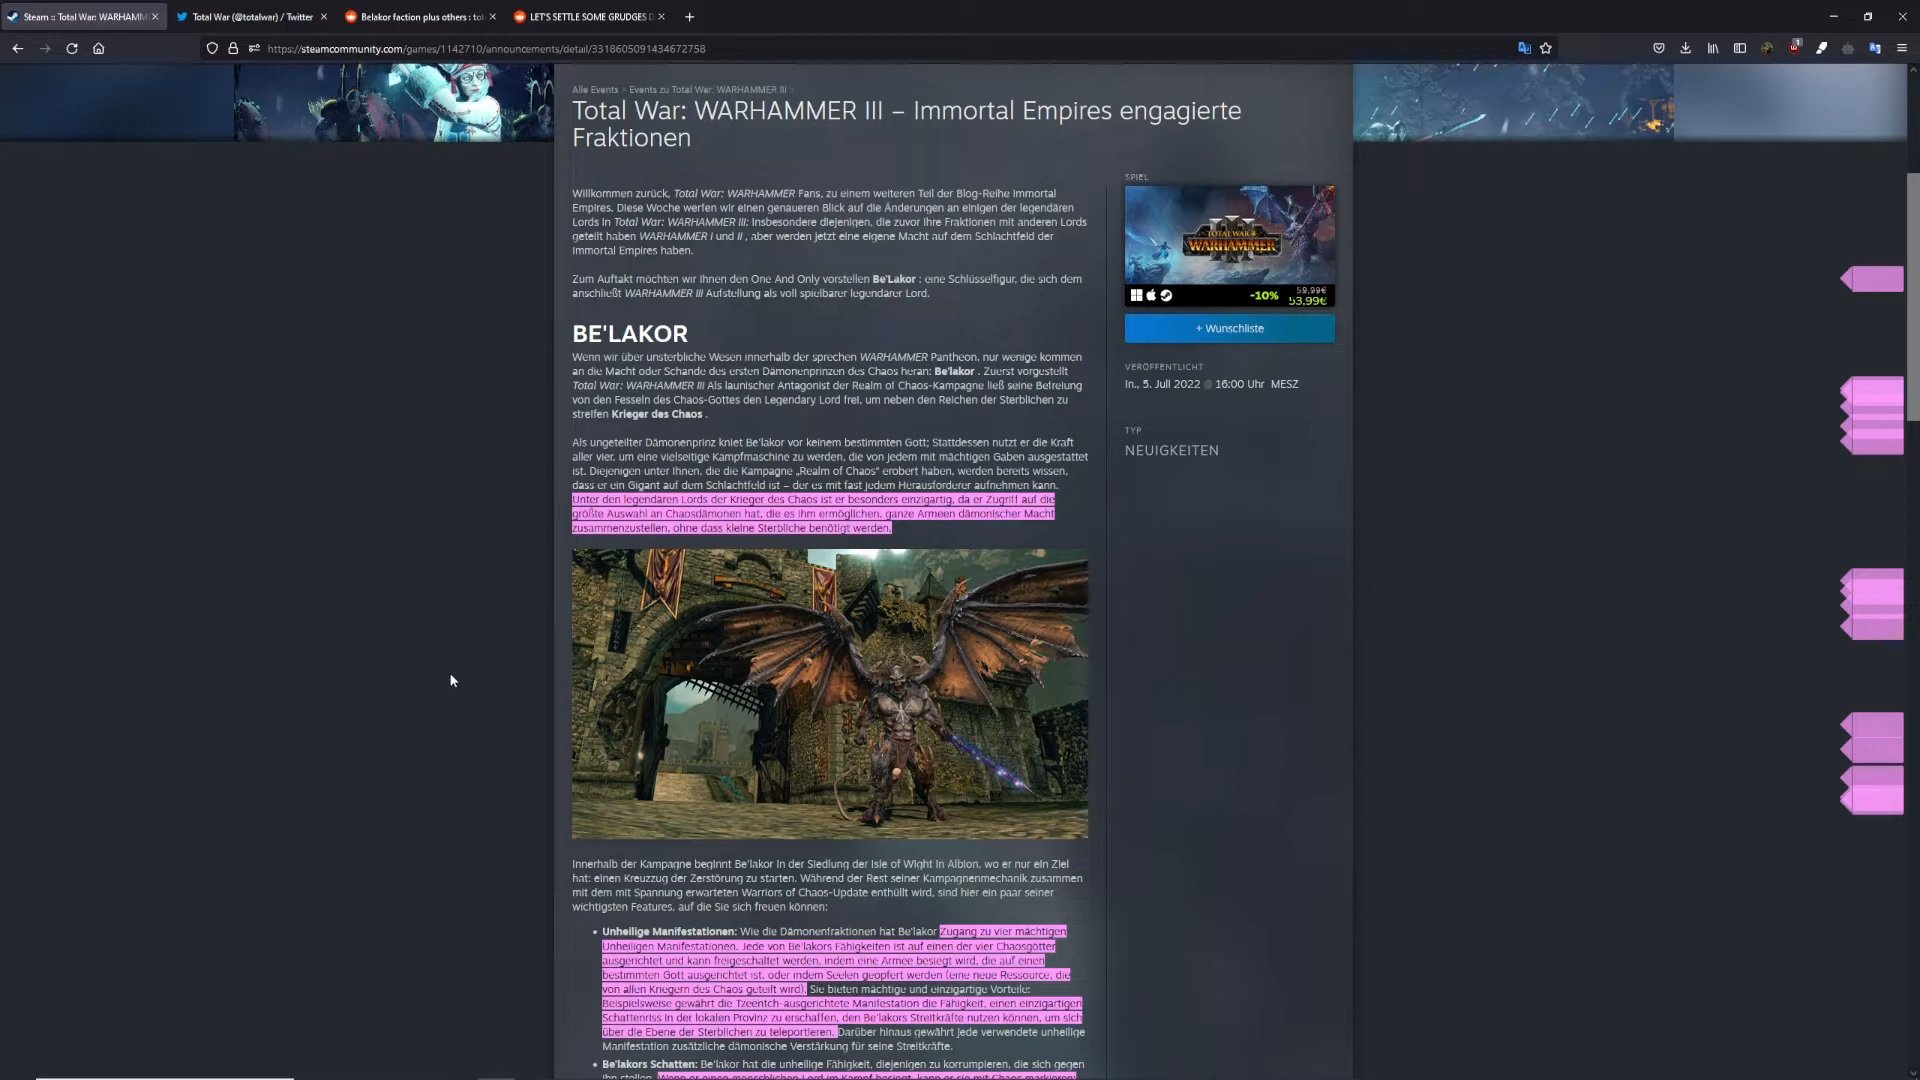 Steam :: Total War: WARHAMM
Total War (@totalwar) / Twitter
Belakor faction plus others : tot
LET'S SETTLE SOME GRUDGES D
https://steamcommunity.com/games/1142710/announcements/detail/3318605091434672758
1
Alle Events > Events zu Total War: WARHAMMER III
Total War: WARHAMMER III – Immortal Empires engagierte
Fraktionen
Willkommen zurück, Total War: WARHAMMER Fans, zu einem weiteren Teil der Blog-Reihe Immortal
Empires. Diese Woche werfen wir einen genaueren Blick auf die Änderungen an einigen der legendären
Lords in Total War: WARHAMMER III: Insbesondere diejenigen, die zuvor ihre Fraktionen mit anderen Lords
geteilt haben WARHAMMER I und II , aber werden jetzt eine eigene Macht auf dem Schlachtfeld der
Immortal Empires haben.
Zum Auftakt möchten wir Ihnen den One And Only vorstellen Be'Lakor : eine Schlüsselfigur, die sich dem
anschließt WARHAMMER III Aufstellung als voll spielbarer legendärer Lord.
SPIEL
TOTAL WAR
WARHAMMER
III
-10%
59,99€
53,99€
+ Wunschliste
VERÖFFENTLICHT
In., 5. Juli 2022 @ 16:00 Uhr MESZ
TYP
NEUIGKEITEN
BE'LAKOR
Wenn wir über unsterbliche Wesen innerhalb der sprechen WARHAMMER Pantheon, nur wenige kommen
an die Macht oder Schande des ersten Dämonenprinzen des Chaos heran: Be'lakor . Zuerst vorgestellt
Total War: WARHAMMER III Als launischer Antagonist der Realm of Chaos-Kampagne ließ seine Befreiung
von den Fesseln des Chaos-Gottes den Legendary Lord frei, um neben den Reichen der Sterblichen zu
streifen Krieger des Chaos .
Als ungeteilter Dämonenprinz kniet Be'lakor vor keinem bestimmten Gott; Stattdessen nutzt er die Kraft
aller vier, um eine vielseitige Kampfmaschine zu werden, die von jedem mit mächtigen Gaben ausgestattet
ist. Diejenigen unter Ihnen, die die Kampagne „Realm of Chaos“ erobert haben, werden bereits wissen,
dass er ein Gigant auf dem Schlachtfeld ist – der es mit fast jedem Herausforderer aufnehmen kann.
Unter den legendären Lords der Krieger des Chaos ist er besonders einzigartig, da er Zugriff auf die
größte Auswahl an Chaosdämonen hat, die es ihm ermöglichen, ganze Armeen dämonischer Macht
zusammenzustellen, ohne dass kleine Sterbliche benötigt werden.
Innerhalb der Kampagne beginnt Be'lakor in der Siedlung der Isle of Wight in Albion, wo er nur ein Ziel
hat: einen Kreuzzug der Zerstörung zu starten. Während der Rest seiner Kampagnenmechanik zusammen
mit dem mit Spannung erwarteten Warriors of Chaos-Update enthüllt wird, sind hier ein paar seiner
wichtigsten Features, auf die Sie sich freuen können:
• Unheilige Manifestationen: Wie die Dämonenfraktionen hat Be'lakor Zugang zu vier mächtigen
Unheiligen Manifestationen. Jede von Be'lakors Fähigkeiten ist auf einen der vier Chaosgötter
ausgerichtet und kann freigeschaltet werden, indem eine Armee besiegt wird, die auf einen
bestimmten Gott ausgerichtet ist, oder indem Seelen geopfert werden (eine neue Ressource, die
von allen Kriegern des Chaos geteilt wird). Sie bieten mächtige und einzigartige Vorteile:
Beispielsweise gewährt die Tzeentch-ausgerichtete Manifestation die Fähigkeit, einen einzigartigen
Schattenriss in der lokalen Provinz zu erschaffen, den Be'lakors Streitkräfte nutzen können, um sich
über die Ebene der Sterblichen zu teleportieren. Darüber hinaus gewährt jede verwendete unheilige
Manifestation zusätzliche dämonische Verstärkung für seine Streitkräfte.
• Be'lakors Schatten: Be'lakor hat die unheilige Fähigkeit, diejenigen zu korrumpieren, die sich gegen
ihn stellen. Wenn er einen menschlichen Lord im Kampf besiegt, kann er sie mit Chaos markieren;